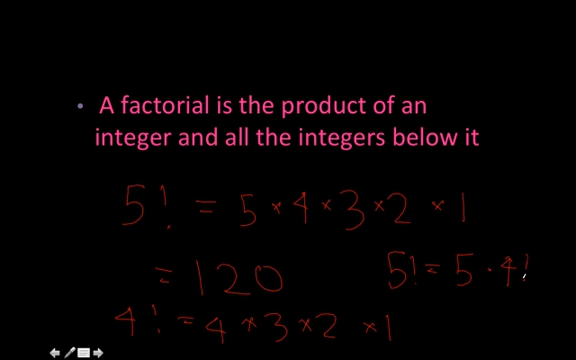 • A factorial is the product of an
integer and all the integers below it
5! = 5 × 4 × 3 × 2 × 1
= 120
5! = 5 · 4!
4! = 4 × 3 × 2 × 1